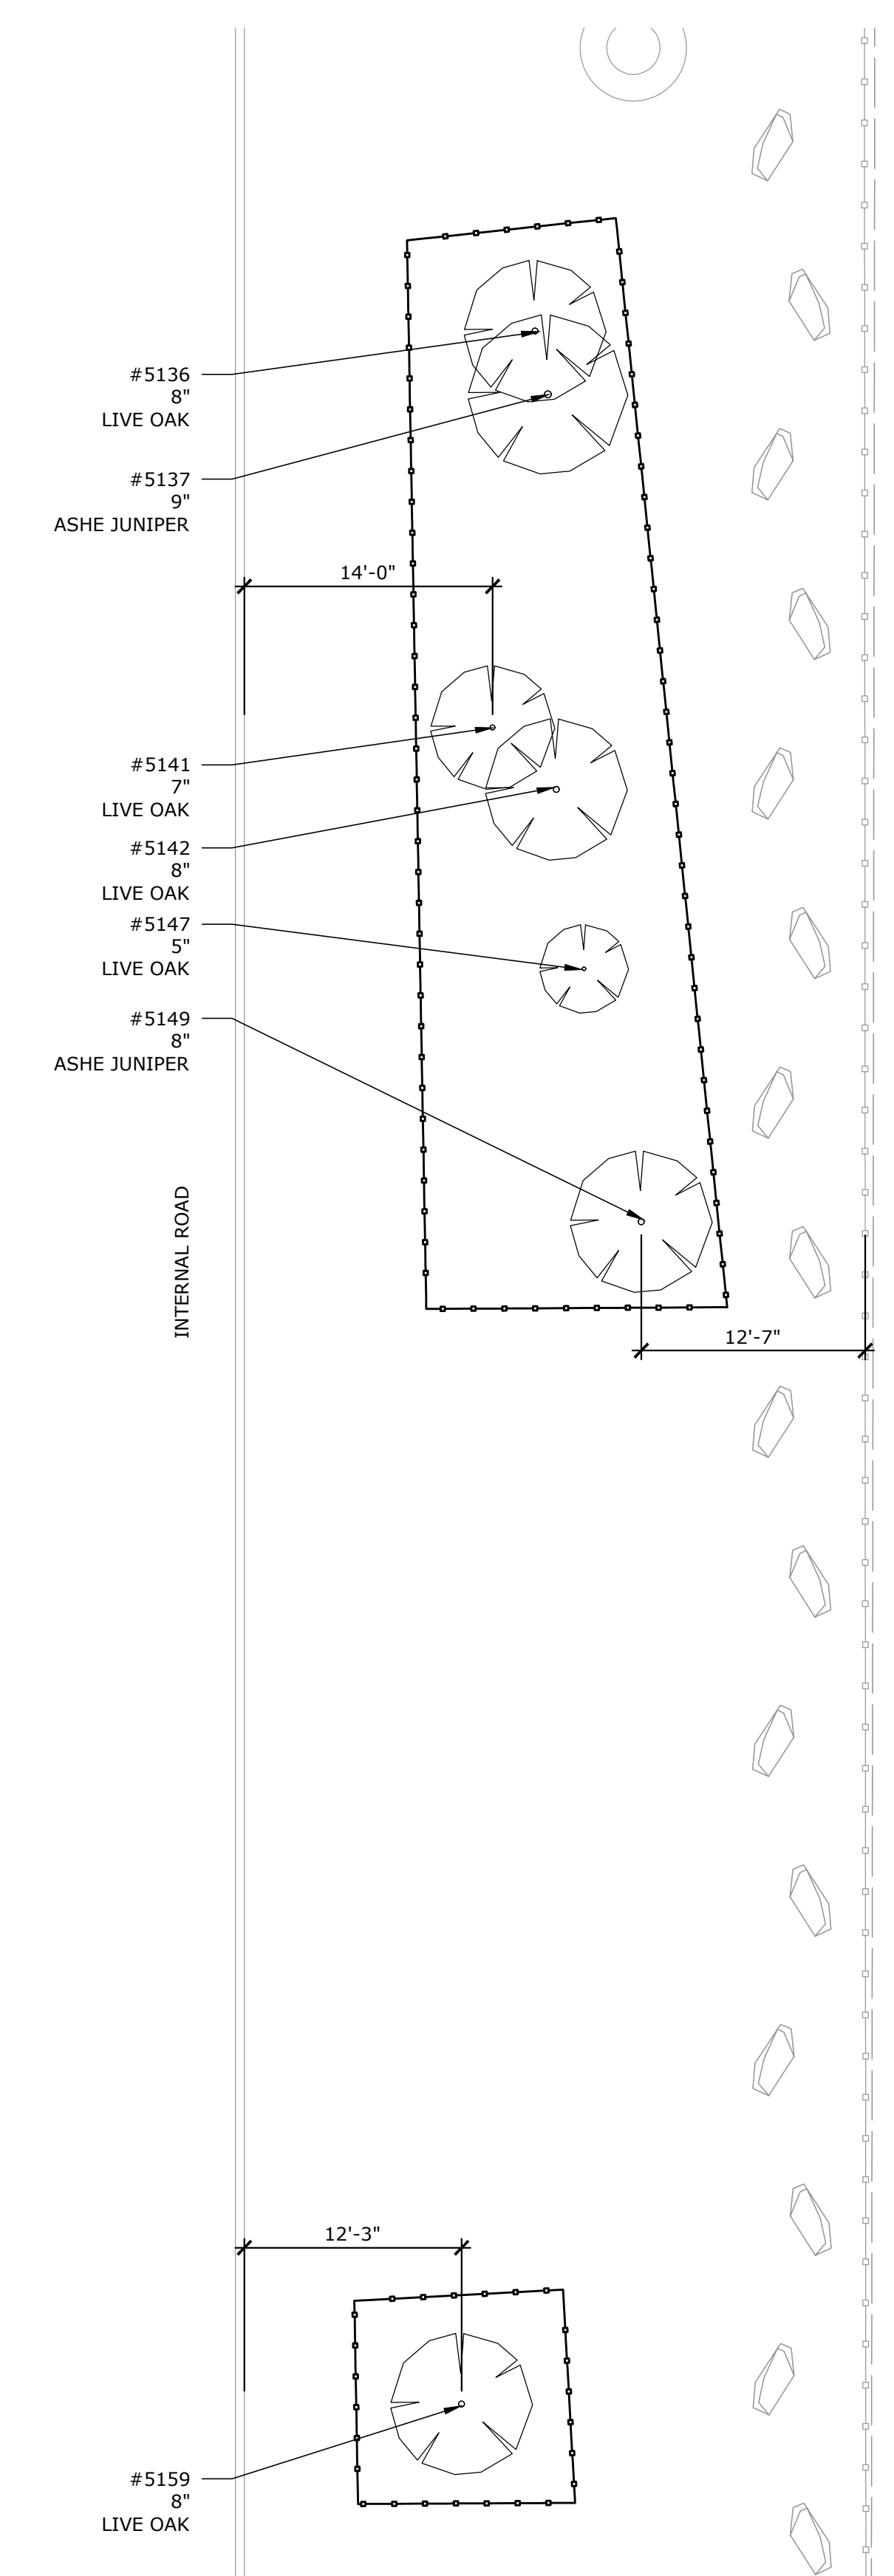 #5136
8"
LIVE OAK
#5137
9"
ASHE JUNIPER
14'-0"
#5141
7"
LIVE OAK
#5142
8"
LIVE OAK
#5147
5"
LIVE OAK
#5149
8"
ASHE JUNIPER
INTERNAL ROAD
12'-7"
12'-3"
#5159
8"
LIVE OAK